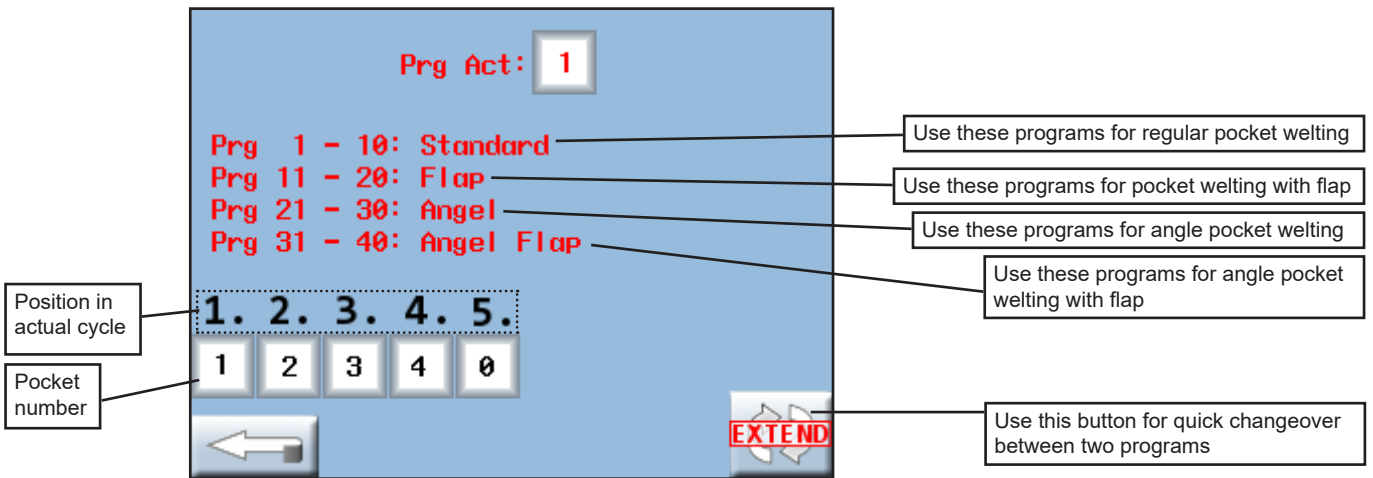 Prg Act: 1
Prg 1 - 10: Standard
Use these programs for regular pocket welting
Prg 11 - 20: Flap
Use these programs for pocket welting with flap
Prg 21 - 30: Angel
Use these programs for angle pocket welting
Prg 31 - 40: Angel Flap
Use these programs for angle pocket
welting with flap
Position in
actual cycle
1. 2. 3. 4. 5.
Pocket
number
1 2 3 4 0
EXTEND
Use this button for quick changeover
between two programs